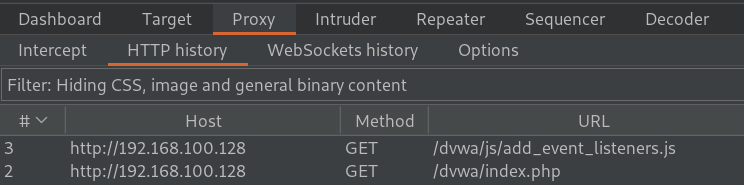 Dashboard Target Proxy Intruder Repeater Sequencer Decoder
Intercept HTTP history WebSockets history Options
Filter: Hiding CSS, image and general binary content
# Host Method URL
3 http://192.168.100.128 GET /dvwa/js/add_event_listeners.js
2 http://192.168.100.128 GET /dvwa/index.php